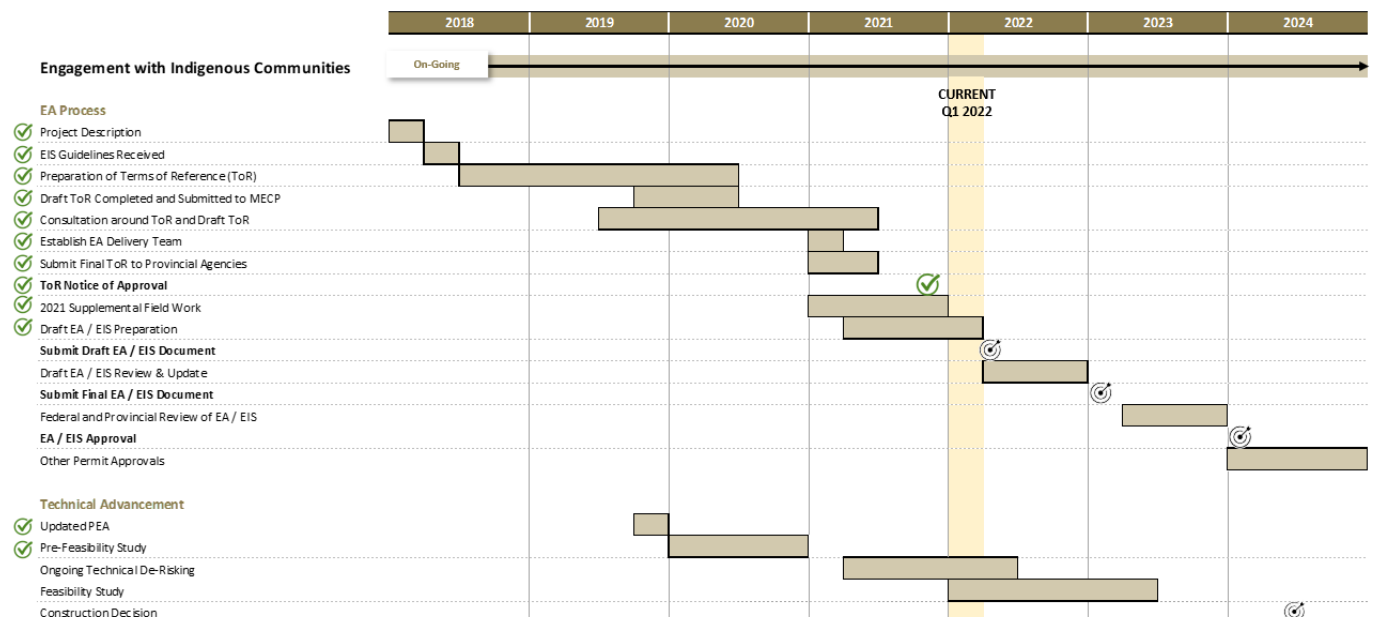 2018 2019 2020 2021 2022 2023 2024
Engagement with Indigenous Communities On-Going
CURRENT
Q1 2022
EA Process
Project Description
EIS Guidelines Received
Preparation of Terms of Reference (ToR)
Draft ToR Completed and Submitted to MECP
Consultation around ToR and Draft ToR
Establish EA Delivery Team
Submit Final ToR to Provincial Agencies
ToR Notice of Approval
2021 Supplemental Field Work
Draft EA / EIS Preparation
Submit Draft EA / EIS Document
Draft EA / EIS Review & Update
Submit Final EA / EIS Document
Federal and Provincial Review of EA / EIS
EA / EIS Approval
Other Permit Approvals
Technical Advancement
Updated PEA
Pre-Feasibility Study
Ongoing Technical De-Risking
Feasibility Study
Construction Decision